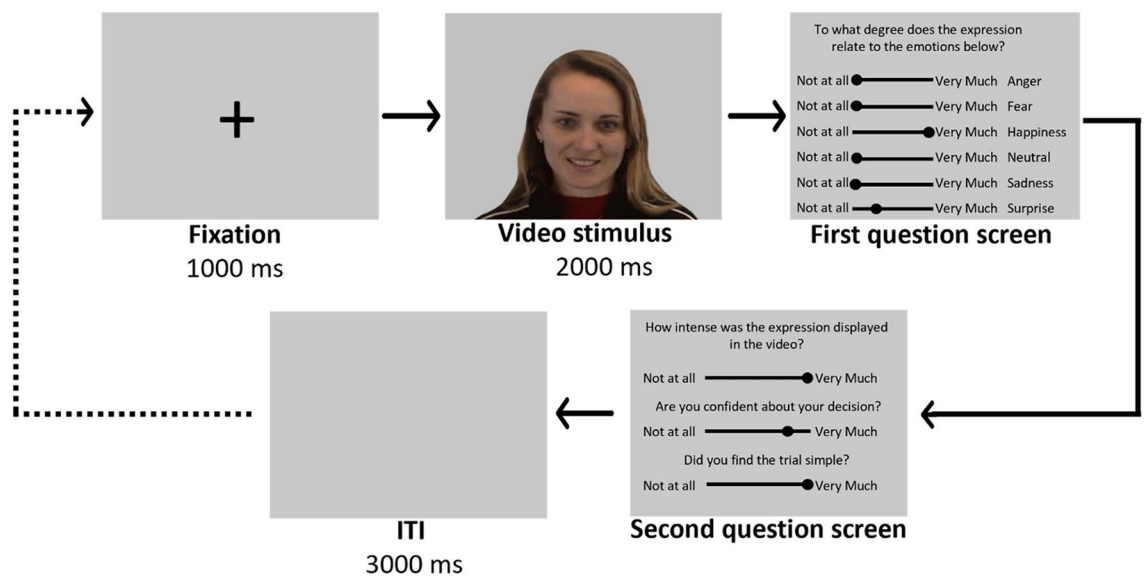 +
Fixation
1000 ms
Video stimulus
2000 ms
To what degree does the expression
relate to the emotions below?
Not at all Very Much Anger
Not at all Very Much Fear
Not at all Very Much Happiness
Not at all Very Much Neutral
Not at all Very Much Sadness
Not at all Very Much Surprise
First question screen
How intense was the expression displayed
in the video?
Not at all Very Much
Are you confident about your decision?
Not at all Very Much
Did you find the trial simple?
Not at all Very Much
Second question screen
ITI
3000 ms